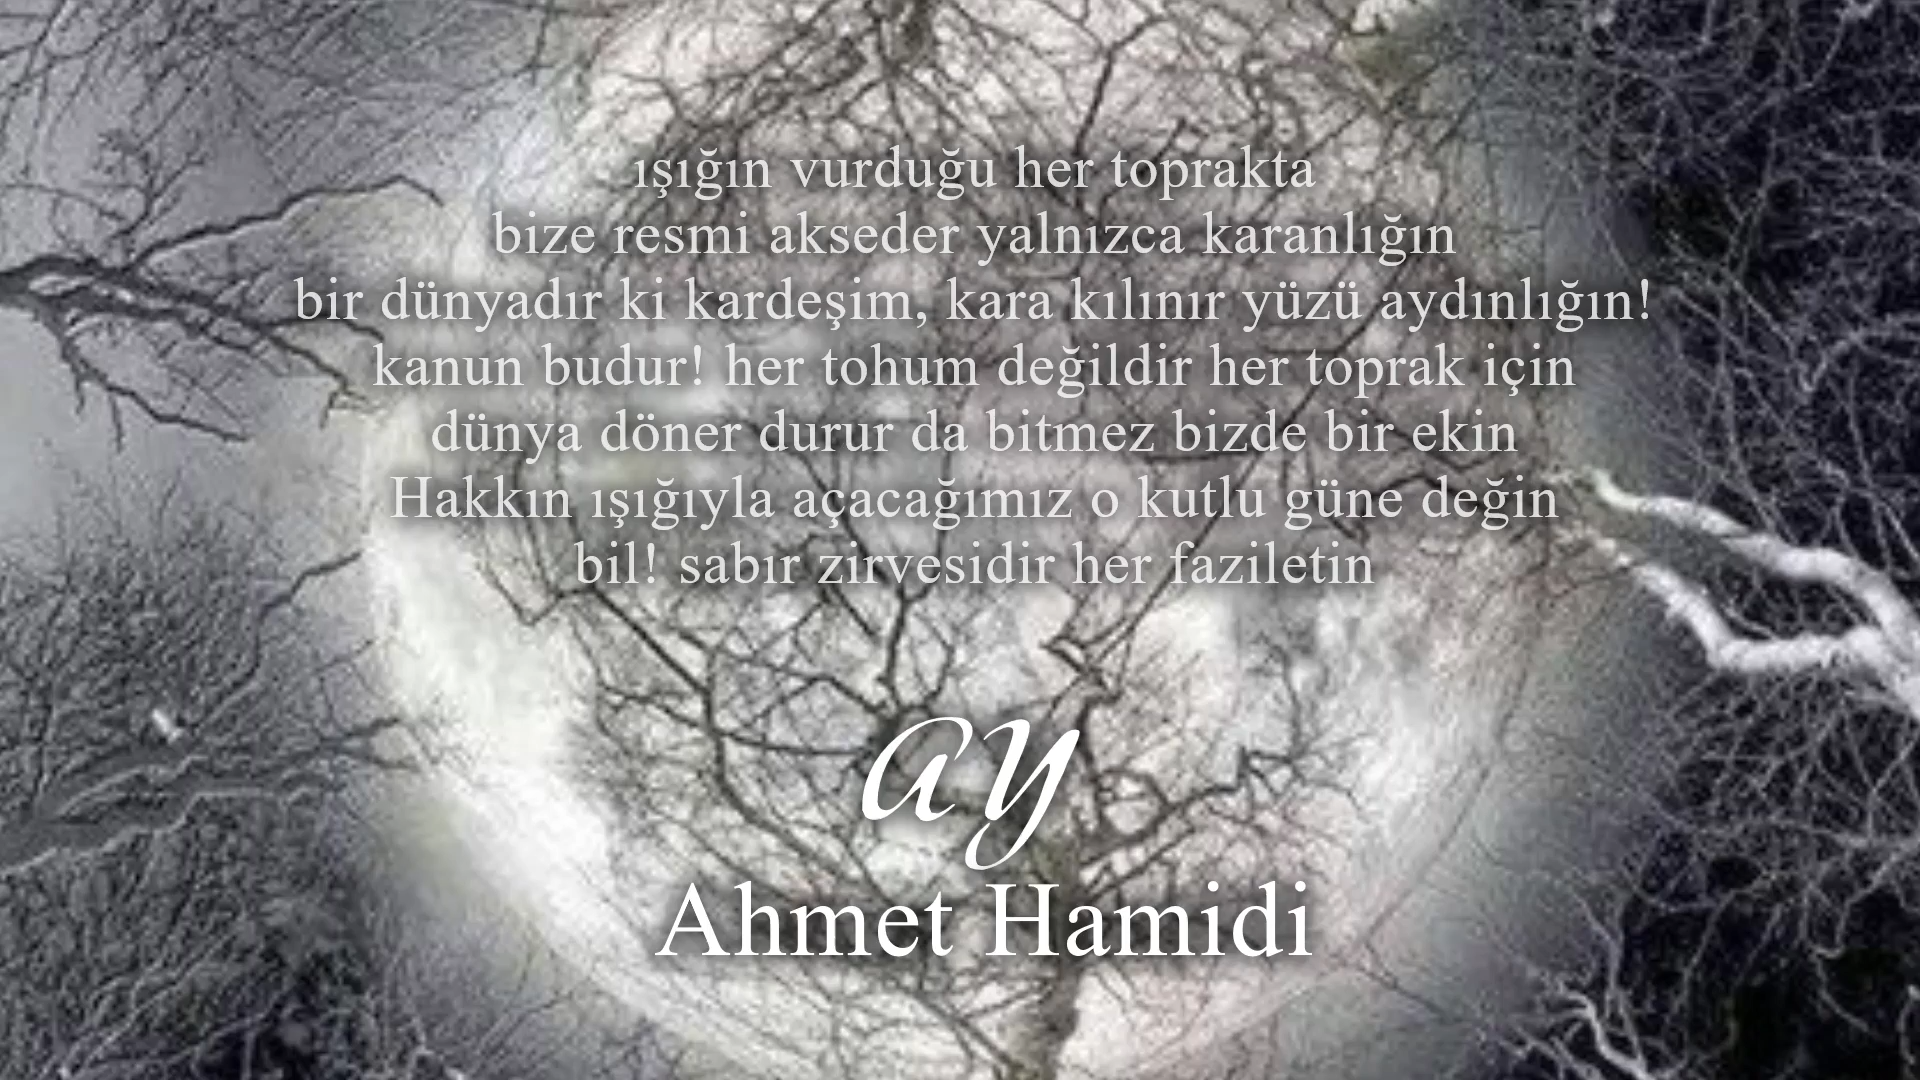 ışığın vurduğu her toprakta
bize resmi akseder yalnızca karanlığın
bir dünyadır ki kardeşim, kara kılınır yüzü aydınlığın!
kanun budur! her tohum değildir her toprak için
dünya döner durur da bitmez bizde bir ekin
Hakkın ışığıyla açacağımız o kutlu güne değin
bil! sabır zirvesidir her faziletin
ay
Ahmet Hamidi